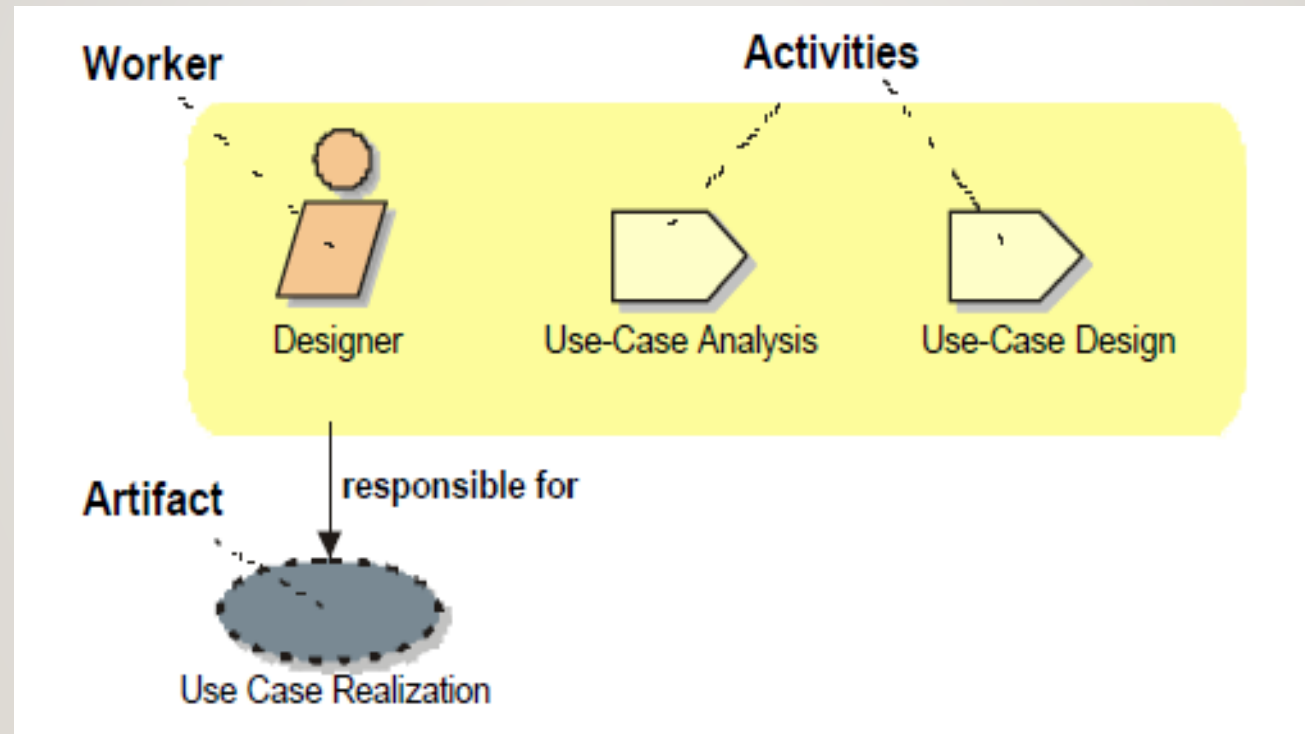 Worker
Activities
Designer
Use-Case Analysis
Use-Case Design
Artifact
responsible for
Use Case Realization